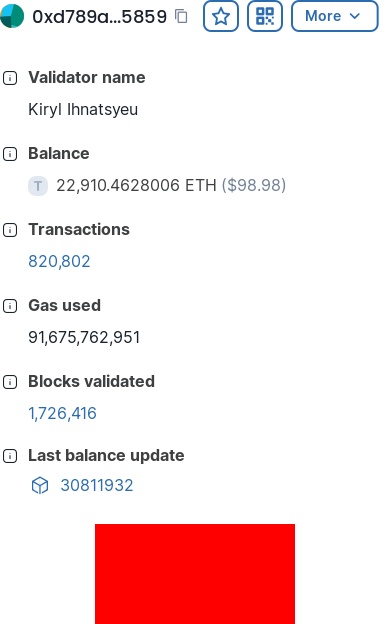 0xd789a...5859
More
Validator name
Kiryl Ihnatsyeu
Balance
T 22,910.4628006 ETH ($98.98)
Transactions
820,802
Gas used
91,675,762,951
Blocks validated
1,726,416
Last balance update
30811932